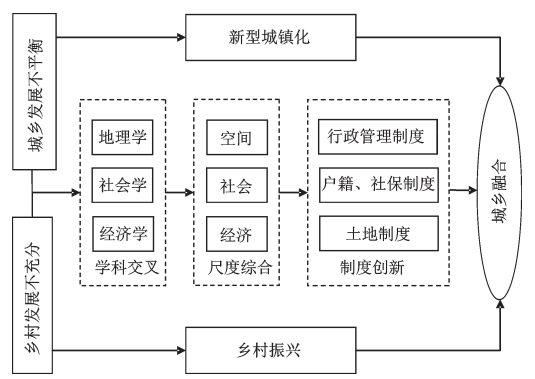 城乡发展不平衡
新型城镇化
地理学
社会学
经济学
学科交叉
空间
社会
经济
尺度综合
行政管理制度
户籍、社保制度
土地制度
制度创新
城乡融合
乡村发展不充分
乡村振兴